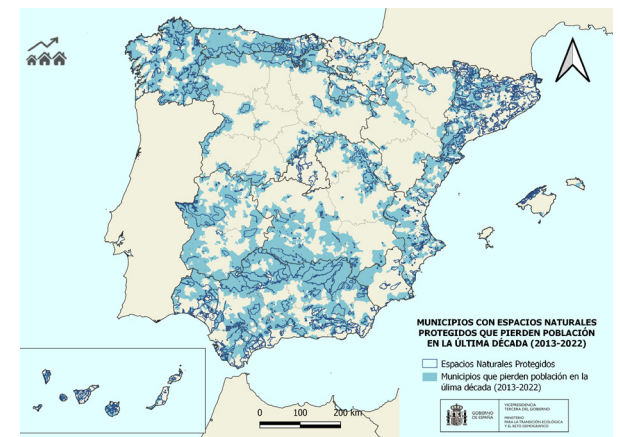 MUNICIPIOS CON ESPACIOS NATURALES
PROTEGIDOS QUE PIERDEN POBLACIÓN
EN LA ÚLTIMA DÉCADA (2013-2022)
Espacios Naturales Protegidos
Municipios que pierden población en la
úlima década (2013-2022)
0 100 200 km
GOBIERNO
DE ESPAÑA
VICEPRESIDENCIA
TERCERA DEL GOBIERNO
MINISTERIO
PARA LA TRANSICIÓN ECOLÓGICA
Y EL RETO DEMOGRÁFICO